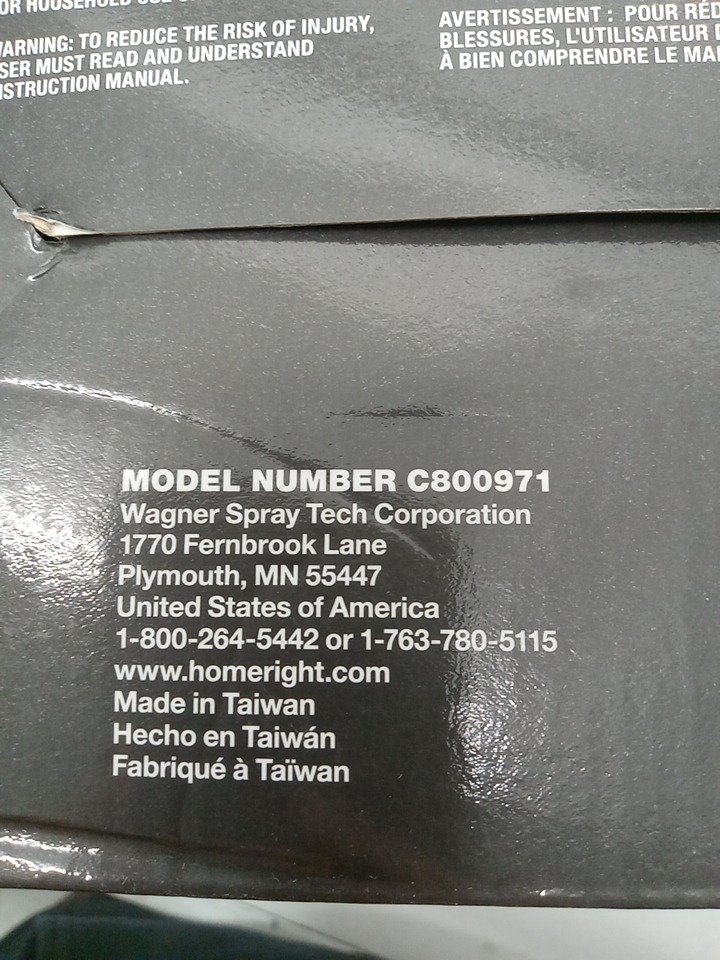 OR HOUSEHOLD USE
WARNING: TO REDUCE THE RISK OF INJURY,
USER MUST READ AND UNDERSTAND
INSTRUCTION MANUAL.
AVERTISSEMENT : POUR
BLESSURES, L'UTILISATEUR
À BIEN COMPRENDRE LE
MODEL NUMBER C800971
Wagner Spray Tech Corporation
1770 Fernbrook Lane
Plymouth, MN 55447
United States of America
1-800-264-5442 or 1-763-780-5115
www.homeright.com
Made in Taiwan
Hecho en Taiwán
Fabriqué à Taïwan